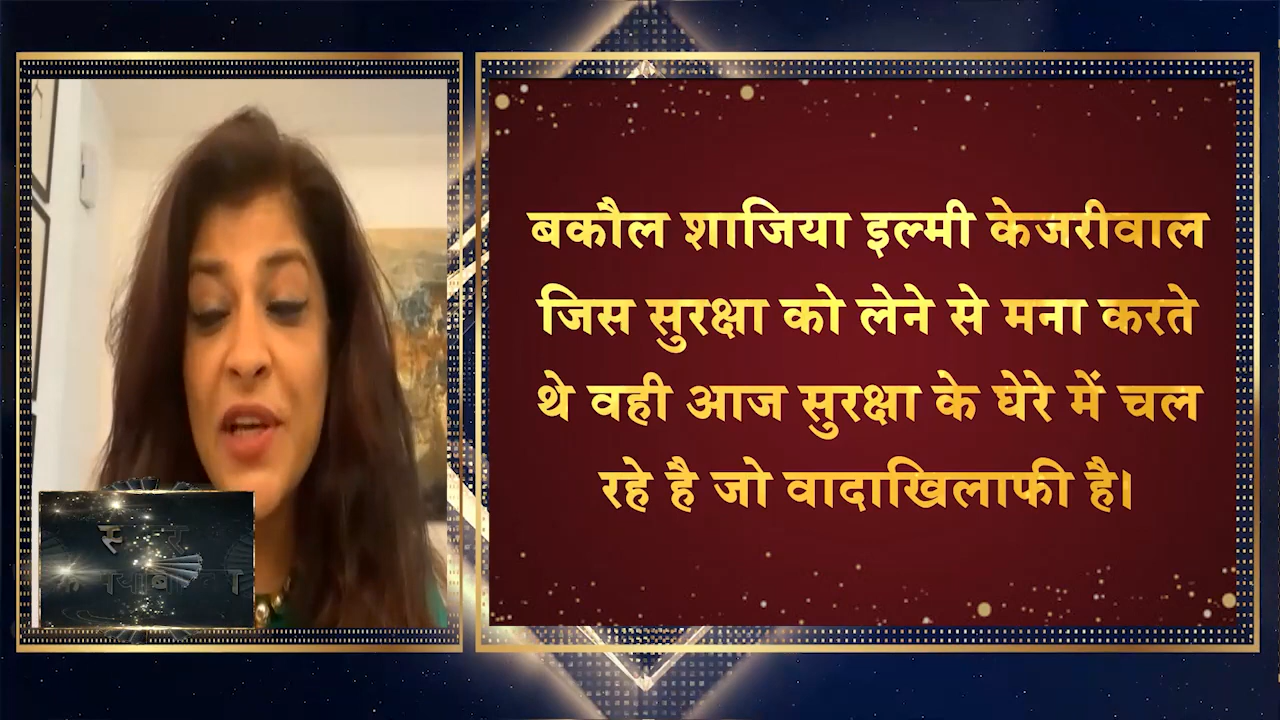 बकौल शाजिया इल्मी केजरीवाल
जिस सुरक्षा को लेने से मना करते
थे वही आज सुरक्षा के घेरे में चल
रहे है जो वादाखिलाफी है।